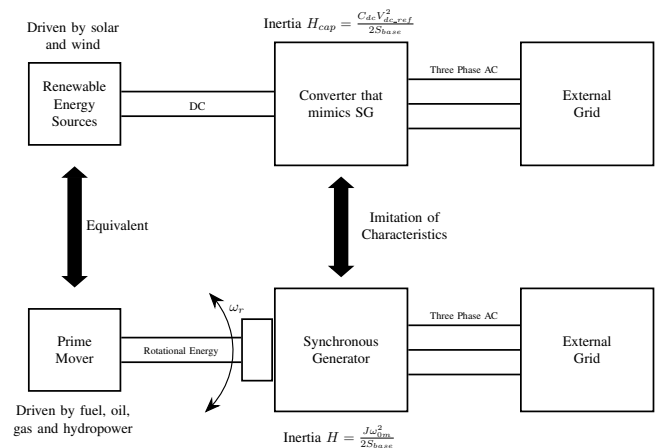 Driven by solar
and wind
Inertia $H_{cap} = \frac{C_{dc}V_{dc\_ref}^2}{2S_{base}}$
Renewable
Energy
Sources
DC
Converter that
mimics SG
Three Phase AC
External
Grid
Equivalent
Imitation of
Characteristics
Prime
Mover
Rotational Energy
$\omega_r$
Synchronous
Generator
Three Phase AC
External
Grid
Driven by fuel, oil,
gas and hydropower
Inertia $H = \frac{J\omega_{0m}^2}{2S_{base}}$